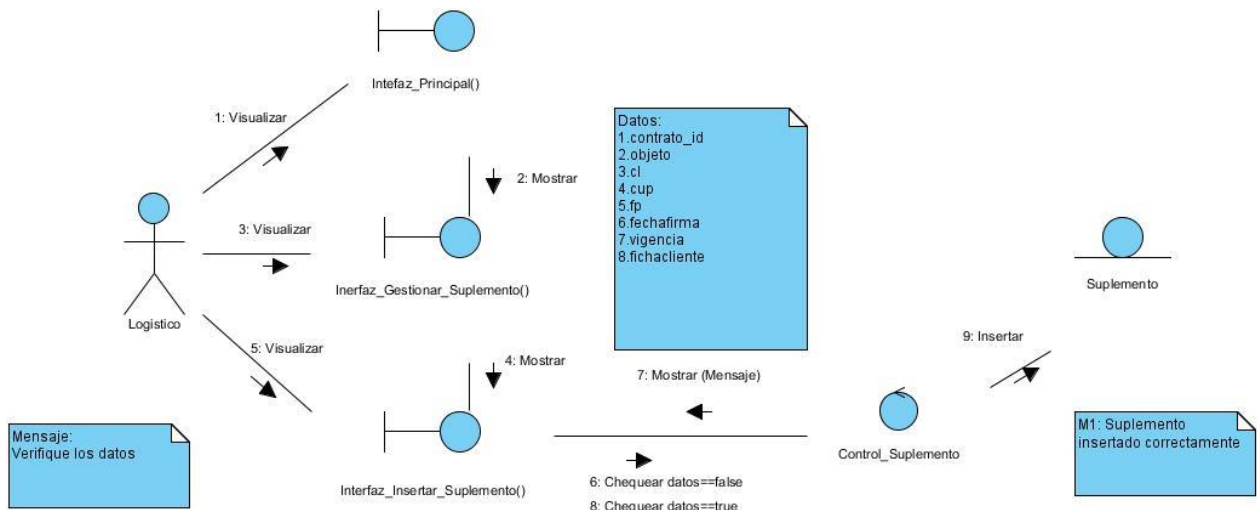 Intefaz_Principal()
1: Visualizar
Datos:
1.contrato_id
2.objeto
3.cl
4.cup
5.fp
6.fechafirma
7.vigencia
8.fichacliente
2: Mostrar
3: Visualizar
Inerfaz_Gestionar_Suplemento()
Suplemento
Logistico
5: Visualizar
4: Mostrar
9: Insertar
7: Mostrar (Mensaje)
Mensaje:
Verifique los datos
Control_Suplemento
M1: Suplemento
insertado correctamente
Interfaz_Insertar_Suplemento()
6: Chequear datos==false
8: Chequear datos==true